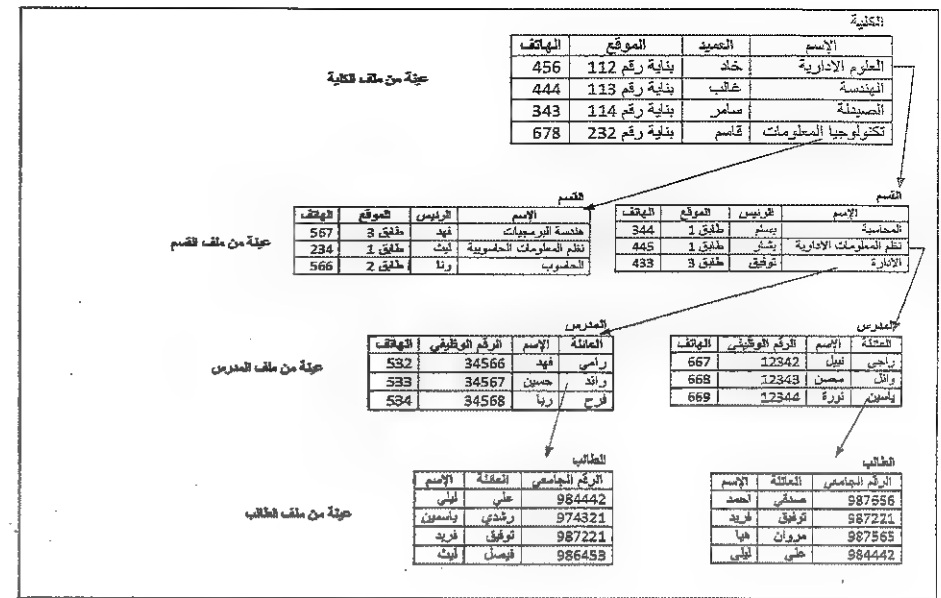 الكلية
الإسم العميد الموقع الهاتف
العلوم الادارية خالد بناية رقم 112 456
الهندسة غالب بناية رقم 113 444
الصيدلة سامر بناية رقم 114 343
تكنولوجيا المعلومات قاسم بناية رقم 232 678
عينة من ملف الكلية
القسم
الإسم الرئيس الموقع الهاتف
المحاسبة بسام طابق 1 344
نظم المعلومات الادارية بشار طابق 1 445
الادارة توفيق طابق 3 433
القسم
الإسم الرئيس الموقع الهاتف
هندسة البرمجيات فهد طابق 3 567
نظم المعلومات الحاسوبية ليث طابق 1 234
الحاسوب رنا طابق 2 566
عينة من ملف القسم
المدرس
العائلة الإسم الرقم الوظيفي الهاتف
راجي نبيل 12342 667
وائل محسن 12343 668
ياسين نورة 12344 669
المدرس
العائلة الإسم الرقم الوظيفي الهاتف
رامي فهد 34566 532
رائد حسين 34567 533
فرح ربا 34568 534
عينة من ملف المدرس
الطالب
الرقم الجامعي العائلة الإسم
987556 صدقي احمد
987221 توفيق فريد
987565 مروان هيا
984442 علي ليلى
الطالب
الرقم الجامعي العائلة الإسم
984442 علي ليلى
974321 رشدي ياسمين
987221 توفيق فريد
986453 فيصل ليث
عينة من ملف الطالب